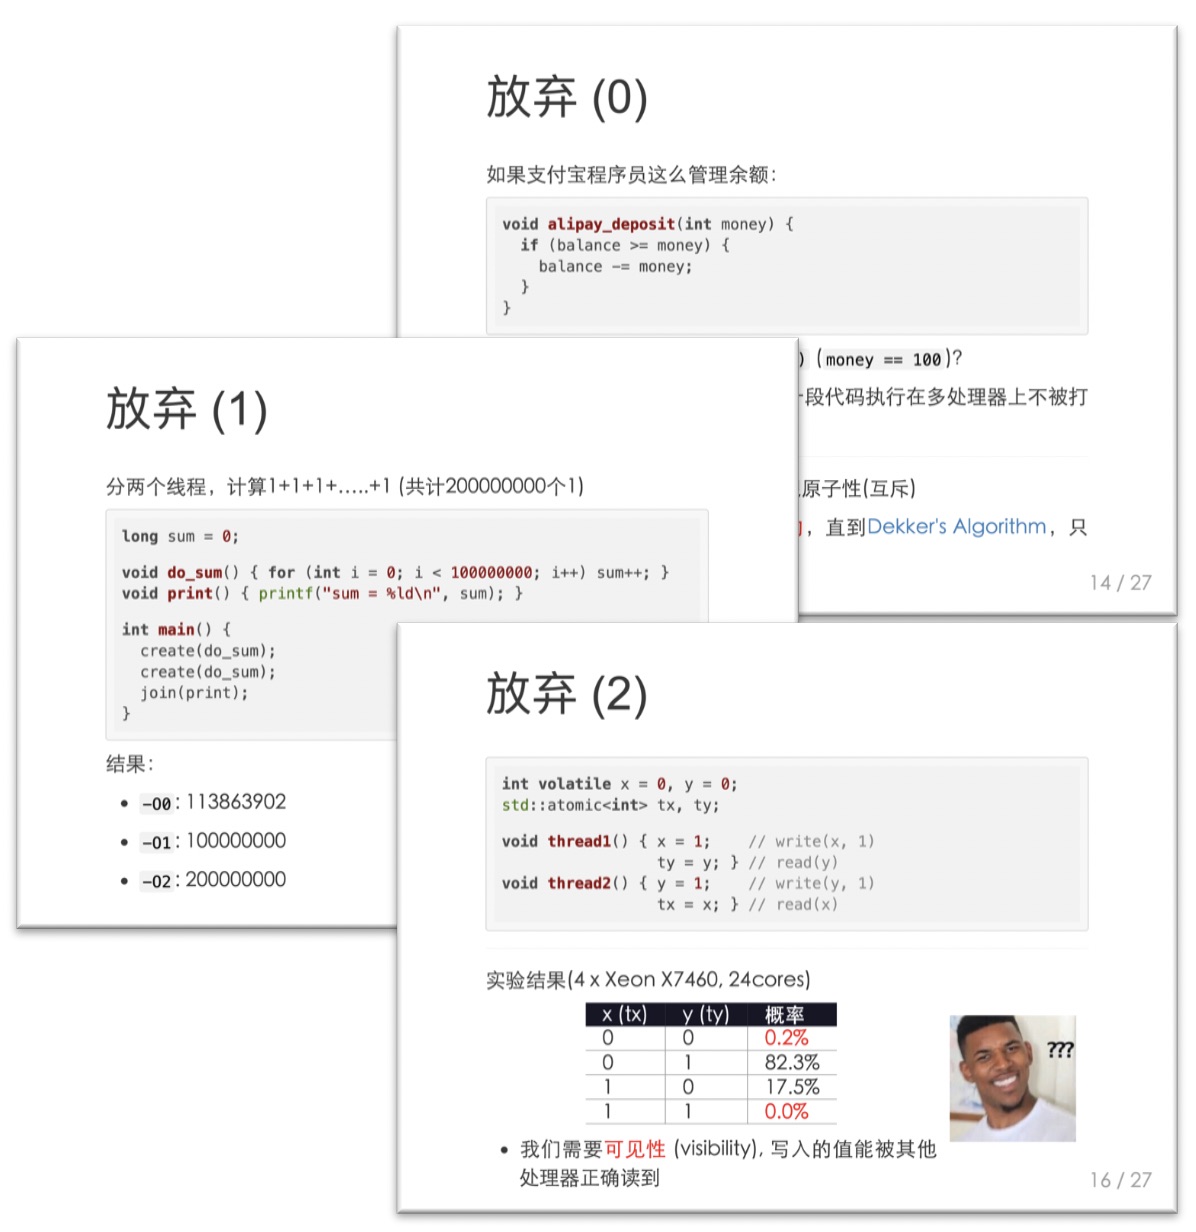 放弃 (0)
如果支付宝程序员这么管理余额：
void alipay_deposit(int money) {
  if (balance >= money) {
    balance -= money;
  }
}
) (money == 100)?
段代码执行在多处理器上不被打
原子性(互斥)
，直到Dekker's Algorithm，只
14 / 27
放弃 (1)
分两个线程，计算1+1+1+.....+1 (共计200000000个1)
long sum = 0;
void do_sum() { for (int i = 0; i < 100000000; i++) sum++; }
void print() { printf("sum = %ld\n", sum); }
int main() {
  create(do_sum);
  create(do_sum);
  join(print);
}
结果：
• -O0: 113863902
• -O1: 100000000
• -O2: 200000000
放弃 (2)
int volatile x = 0, y = 0;
std::atomic<int> tx, ty;
void thread1() { x = 1;    // write(x, 1)
                 ty = y; } // read(y)
void thread2() { y = 1;    // write(y, 1)
                 tx = x; } // read(x)
实验结果(4 x Xeon X7460, 24cores)
x (tx) y (ty) 概率
0 0 0.2%
0 1 82.3%
1 0 17.5%
1 1 0.0%
???
• 我们需要可见性 (visibility), 写入的值能被其他
处理器正确读到
16 / 27